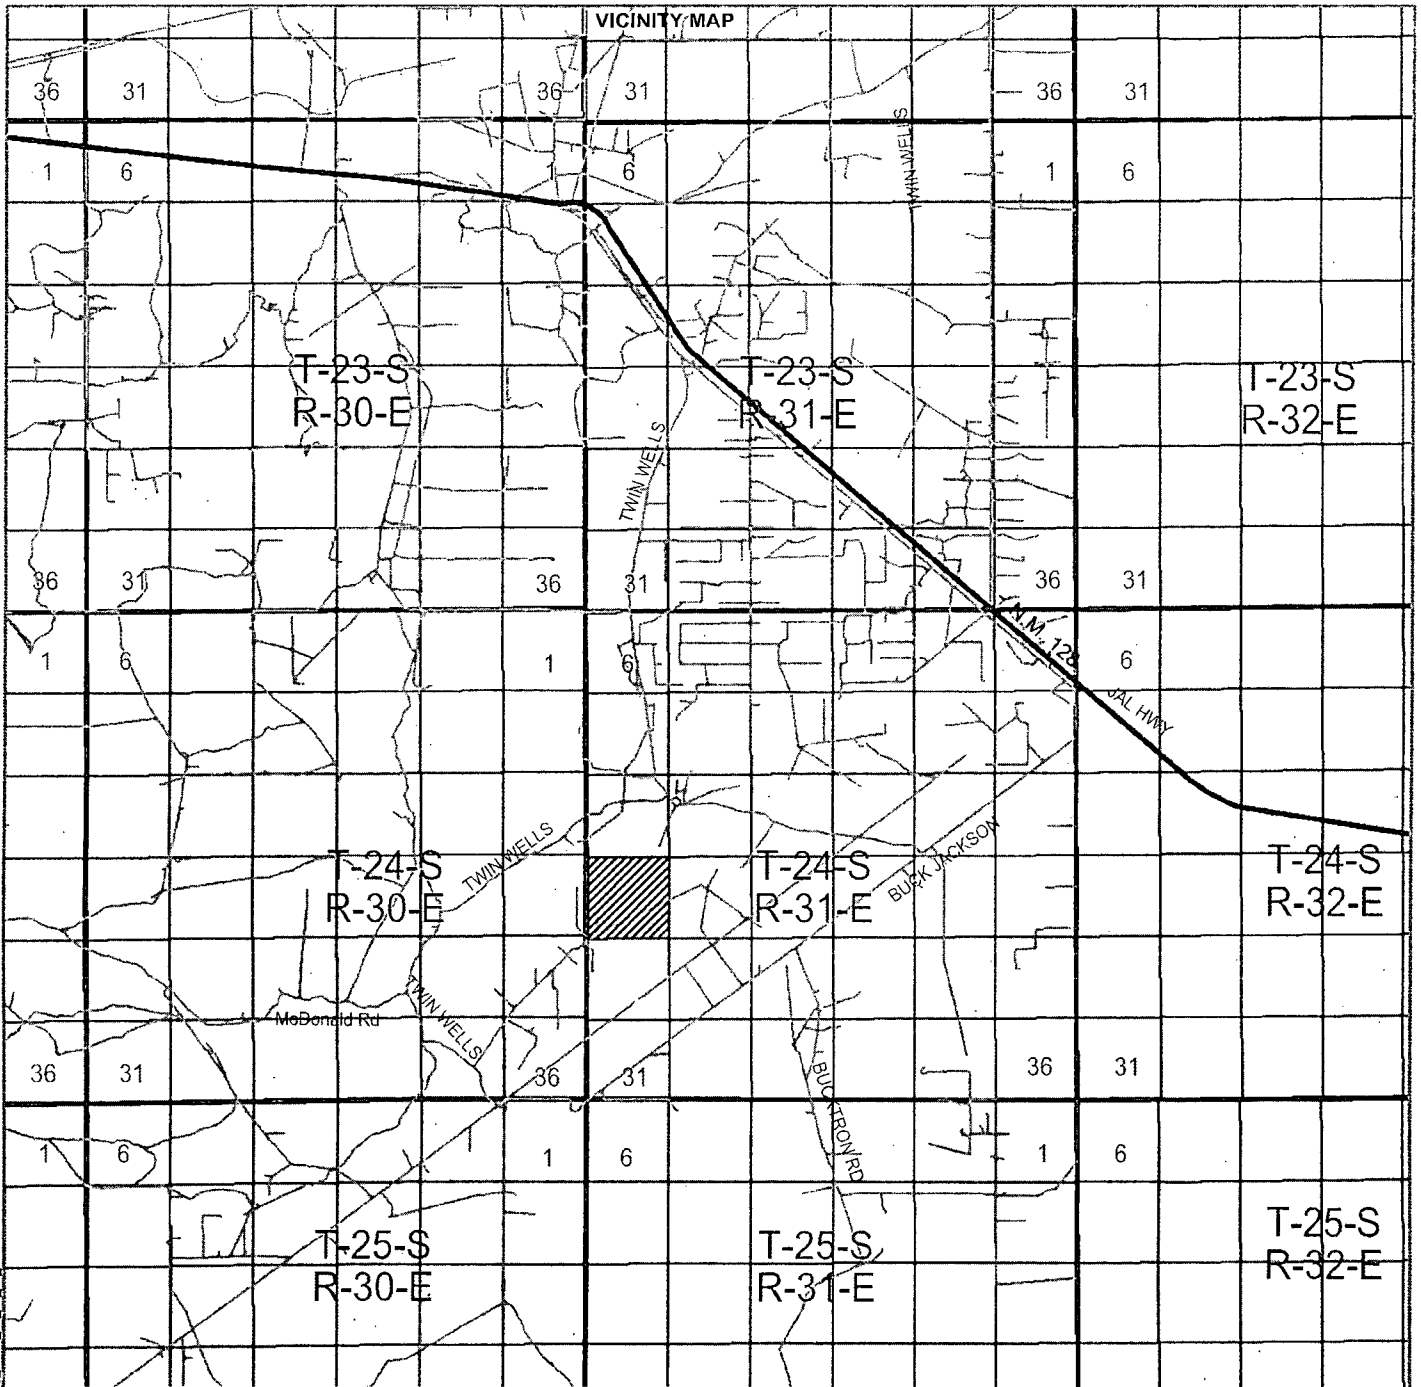 VICINITY MAP
36 31 36 31 36 31
TWIN WELLS
1 6 1 6 1 6
T-23-S
R-30-E
T-23-S
R-31-E
T-23-S
R-32-E
TWIN WELLS
36 31 36 31 36 31
N.M. 128
1 6 1 6 6
JAL HWY
TWIN WELLS
BUCK JACKSON
T-24-S
R-30-E
T-24-S
R-31-E
T-24-S
R-32-E
TWIN WELLS
McDonald Rd
36 31 36 31 36 31
1 6 1 6 1 6
T-25-S
R-30-E
T-25-S
R-31-E
T-25-S
R-32-E